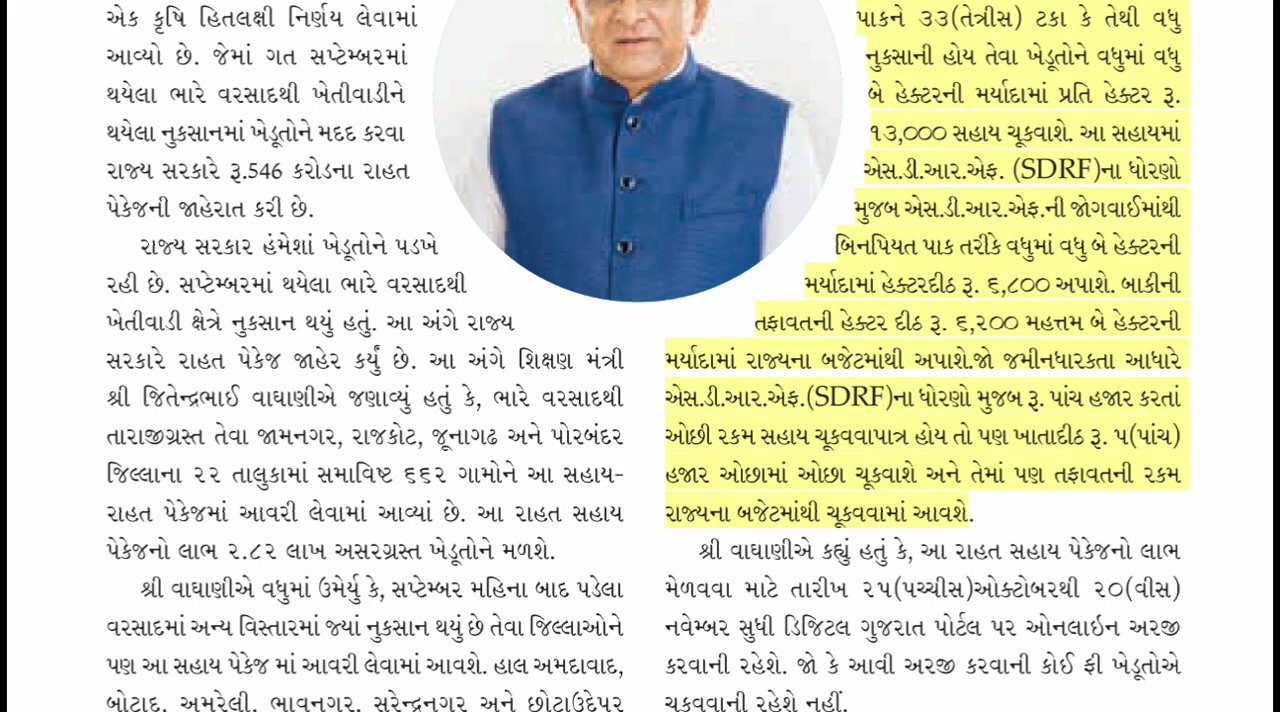 એક કૃષિ હિતલક્ષી નિર્ણય લેવામાં
આવ્યો છે. જેમાં ગત સપ્ટેમ્બરમાં
થયેલા ભારે વરસાદથી ખેતીવાડીને
થયેલા નુકસાનમાં ખેડૂતોને મદદ કરવા
રાજ્ય સરકારે રૂ.546 કરોડના રાહત
પેકેજની જાહેરાત કરી છે.
રાજ્ય સરકાર હંમેશાં ખેડૂતોને પડખે
રહી છે. સપ્ટેમ્બરમાં થયેલા ભારે વરસાદથી
ખેતીવાડી ક્ષેત્રે નુકસાન થયું હતું. આ અંગે રાજ્ય
સરકારે રાહત પેકેજ જાહેર કર્યું છે. આ અંગે શિક્ષણ મંત્રી
શ્રી જિતેન્દ્રભાઈ વાઘાણીએ જણાવ્યું હતું કે, ભારે વરસાદથી
તારાજીગ્રસ્ત તેવા જામનગર, રાજકોટ, જૂનાગઢ અને પોરબંદર
જિલ્લાના ૨૨ તાલુકામાં સમાવિષ્ટ ૬૬૨ ગામોને આ સહાય-
રાહત પેકેજમાં આવરી લેવામાં આવ્યાં છે. આ રાહત સહાય
પેકેજનો લાભ ૨.૮૨ લાખ અસરગ્રસ્ત ખેડૂતોને મળશે.
શ્રી વાઘાણીએ વધુમાં ઉમેર્યુ કે, સપ્ટેમ્બર મહિના બાદ પડેલા
વરસાદમાં અન્ય વિસ્તારમાં જ્યાં નુકસાન થયું છે તેવા જિલ્લાઓને
પણ આ સહાય પેકેજ માં આવરી લેવામાં આવશે. હાલ અમદાવાદ,
બોટાદ, અમરેલી, ભાવનગર, સુરેન્દ્રનગર અને છોટાઉદેપુર
પાકને ૩૩(તેત્રીસ) ટકા કે તેથી વધુ
નુકસાની હોય તેવા ખેડૂતોને વધુમાં વધુ
બે હેક્ટરની મર્યાદામાં પ્રતિ હેક્ટર રૂ.
૧૩,૦૦૦ સહાય ચૂકવાશે. આ સહાયમાં
એસ.ડી.આર.એફ. (SDRF)ના ધોરણો
મુજબ એસ.ડી.આર.એફ.ની જોગવાઈમાંથી
બિનપિયત પાક તરીકે વધુમાં વધુ બે હેક્ટરની
મર્યાદામાં હેક્ટરદીઠ રૂ. ૬,૮૦૦ અપાશે. બાકીની
તફાવતની હેક્ટર દીઠ રૂ. ૬,૨૦૦ મહત્તમ બે હેક્ટરની
મર્યાદામાં રાજ્યના બજેટમાંથી અપાશે.જો જમીનધારકતા આધારે
એસ.ડી.આર.એફ.(SDRF)ના ધોરણો મુજબ રૂ. પાંચ હજાર કરતાં
ઓછી રકમ સહાય ચૂકવવાપાત્ર હોય તો પણ ખાતાદીઠ રૂ. ૫(પાંચ)
હજાર ઓછામાં ઓછા ચૂકવાશે અને તેમાં પણ તફાવતની રકમ
રાજ્યના બજેટમાંથી ચૂકવવામાં આવશે.
શ્રી વાઘાણીએ કહ્યું હતું કે, આ રાહત સહાય પેકેજનો લાભ
મેળવવા માટે તારીખ ૨૫(પચ્ચીસ)ઓક્ટોબરથી ૨૦(વીસ)
નવેમ્બર સુધી ડિજિટલ ગુજરાત પોર્ટલ પર ઓનલાઇન અરજી
કરવાની રહેશે. જો કે આવી અરજી કરવાની કોઈ ફી ખેડૂતોએ
ચૂકવવાની રહેશે નહીં.